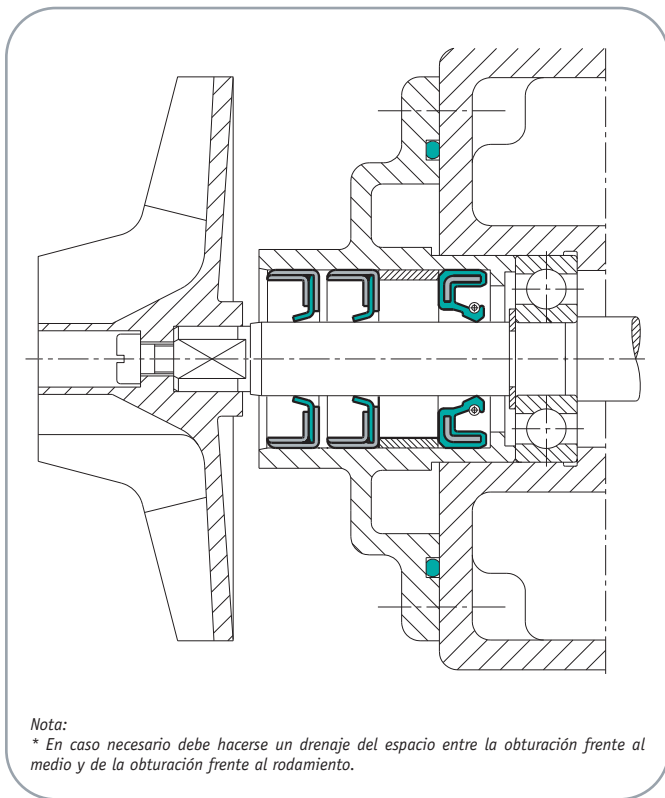 Nota:
* En caso necesario debe hacerse un drenaje del espacio entre la obturación frente al
medio y de la obturación frente al rodamiento.